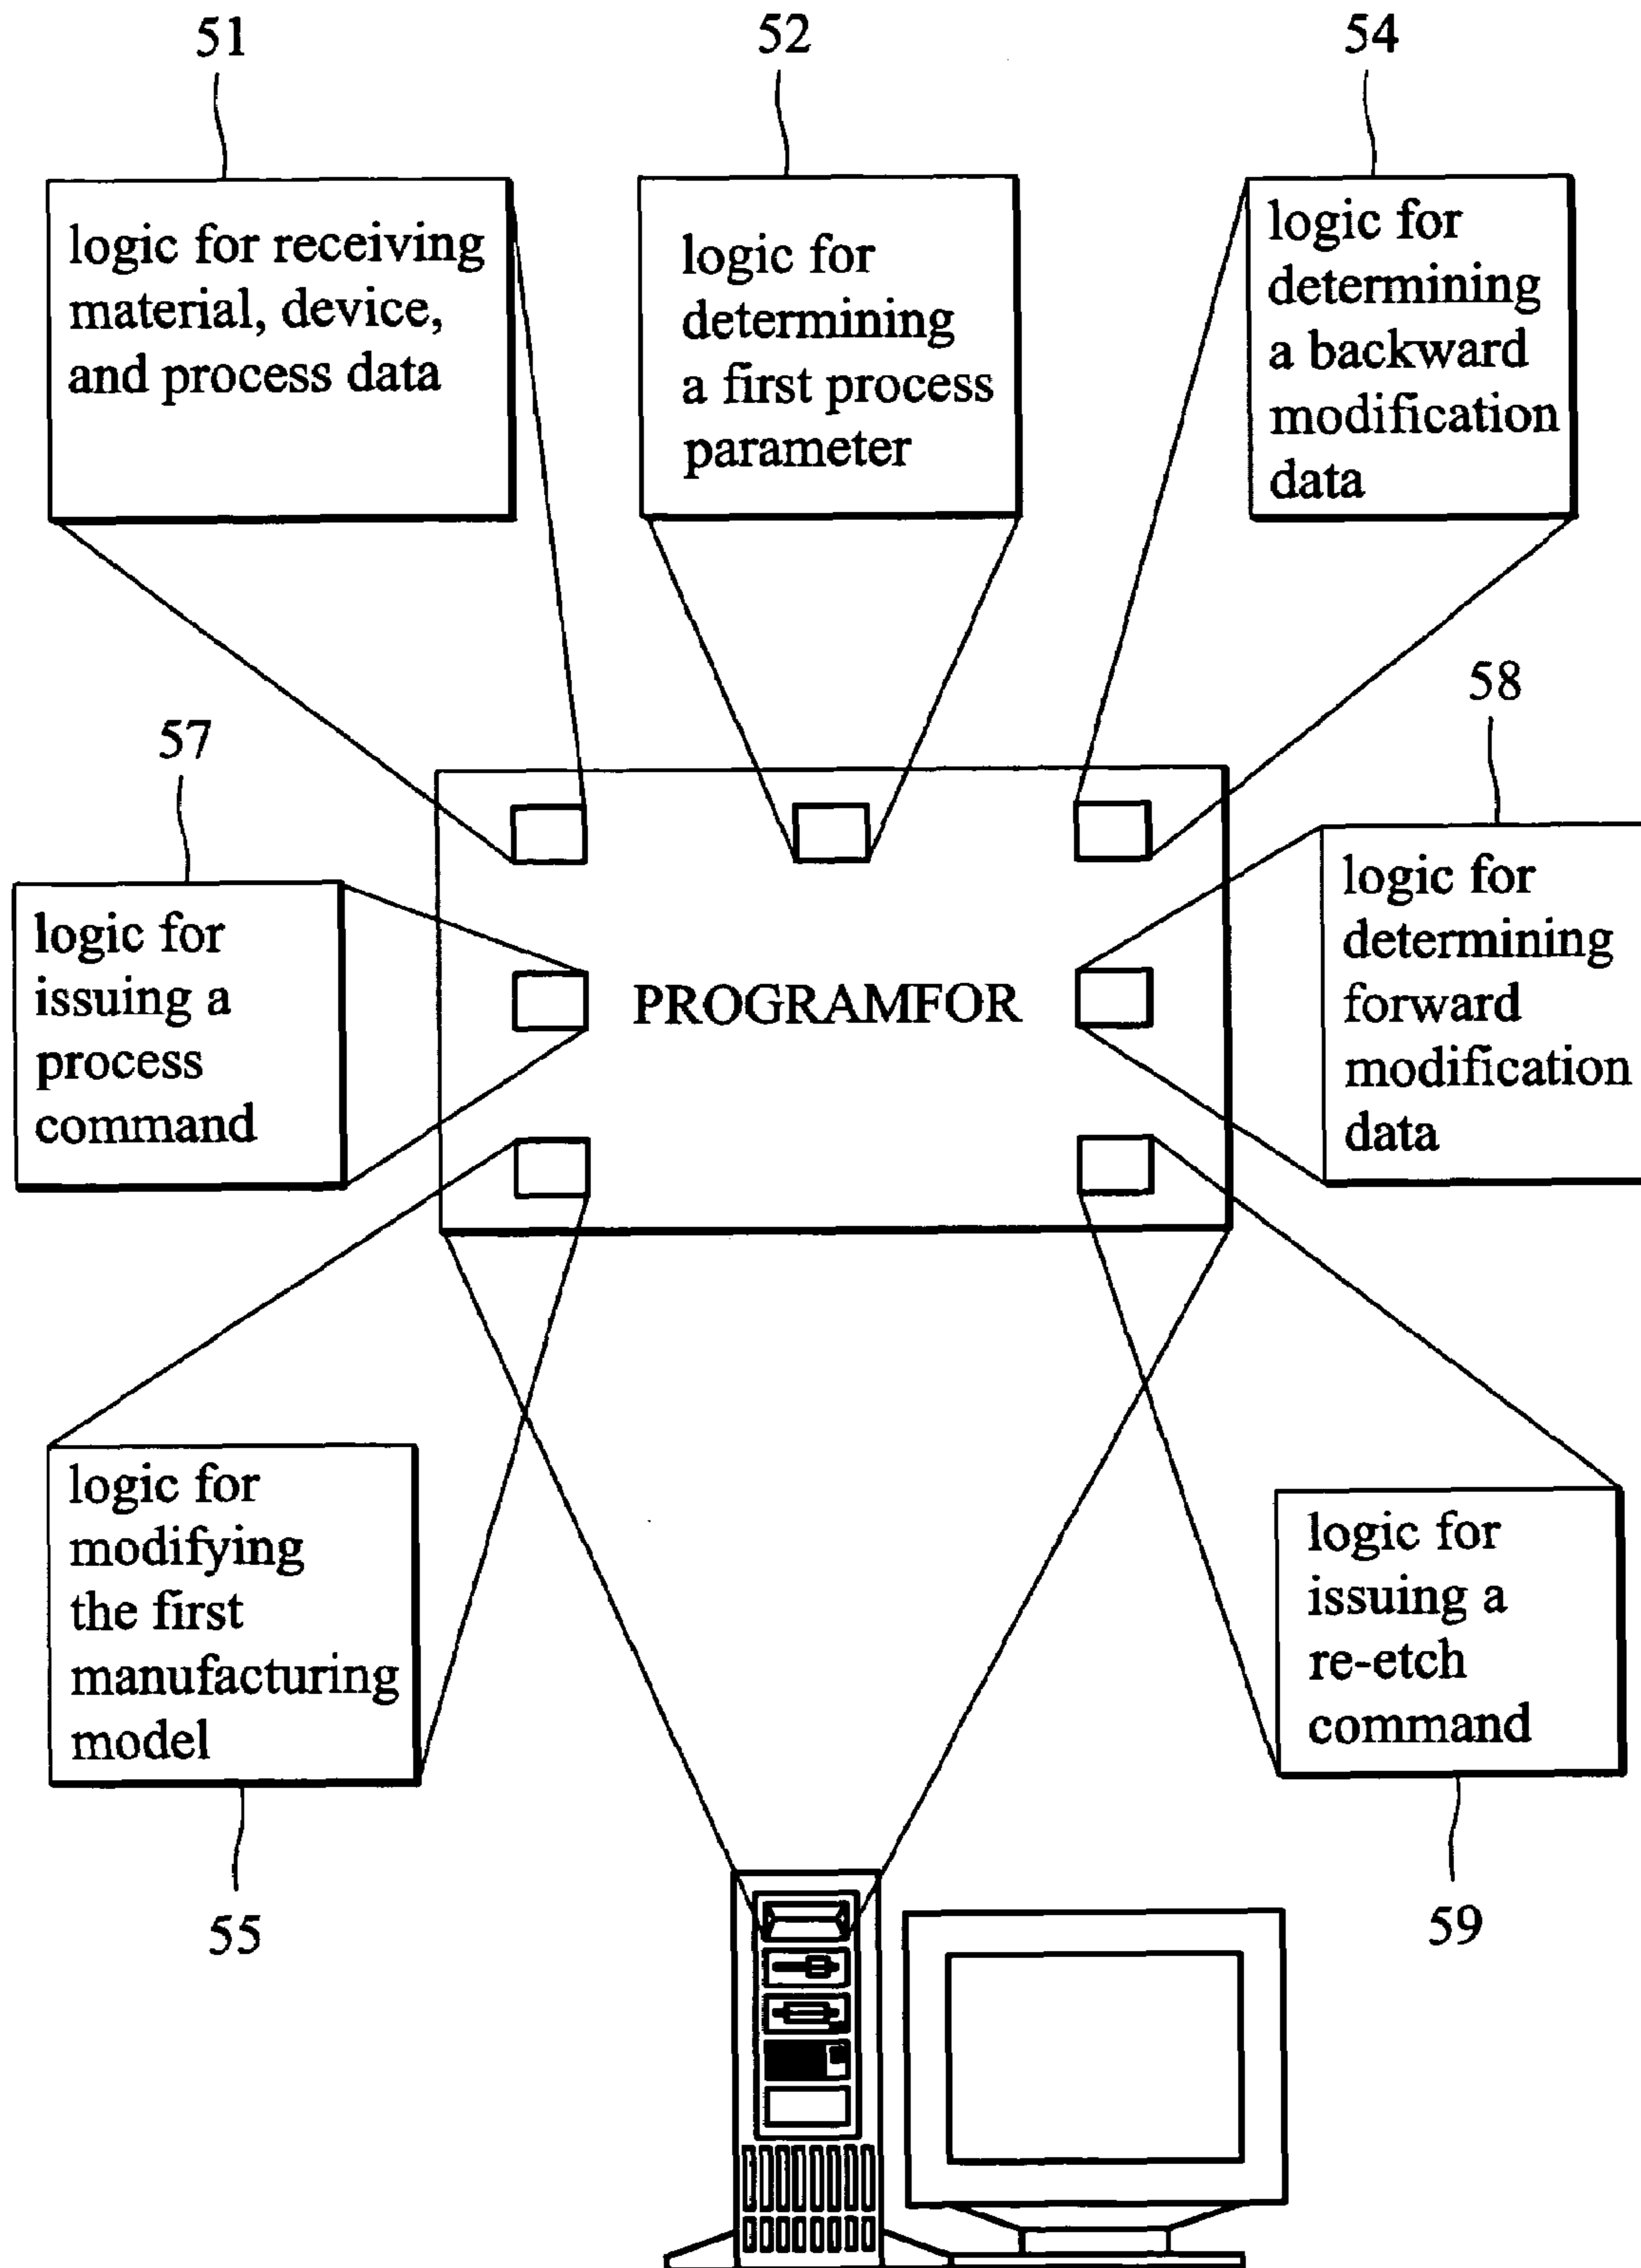 51
52
54
logic for receiving
material, device,
and process data
logic for
determining
a first process
parameter
logic for
determining
a backward
modification
data
57
58
logic for
issuing a
process
command
PROGRAMFOR
logic for
determining
forward
modification
data
logic for
modifying
the first
manufacturing
model
logic for
issuing a
re-etch
command
55
59